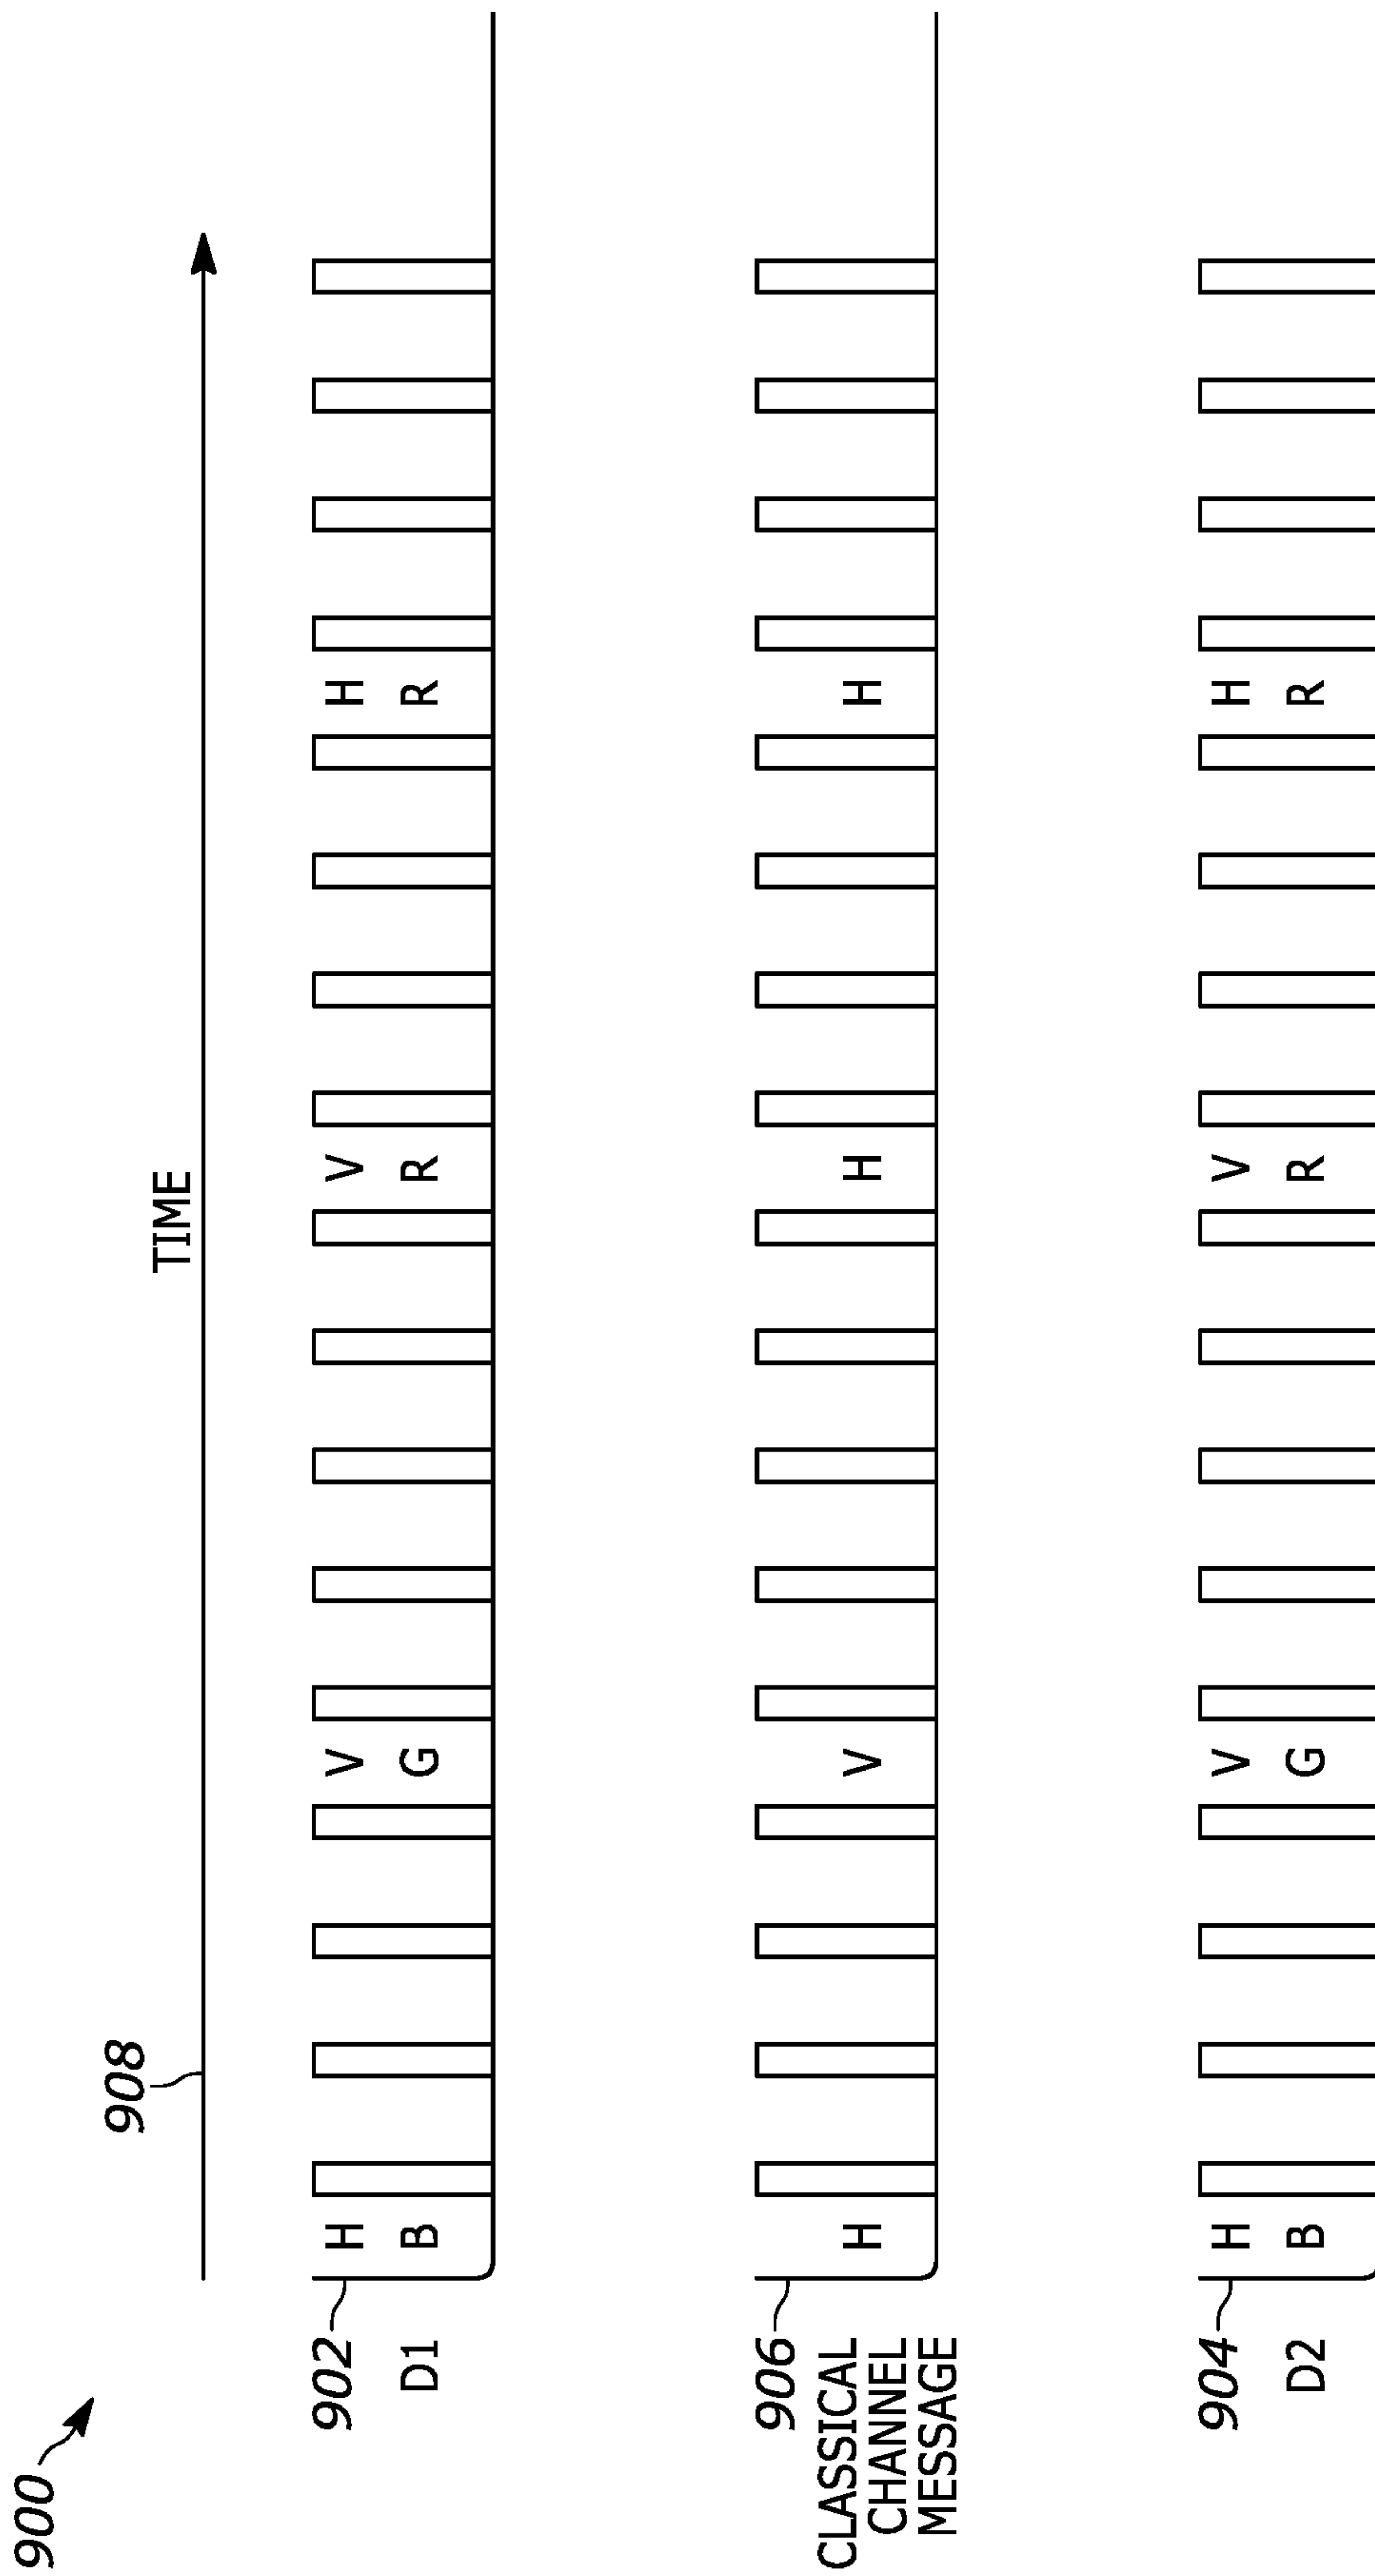 900
908
TIME
902
D1
H V V H
B G R R
906
CLASSICAL
CHANNEL
MESSAGE
H V H H
904
D2
H V V H
B G R R